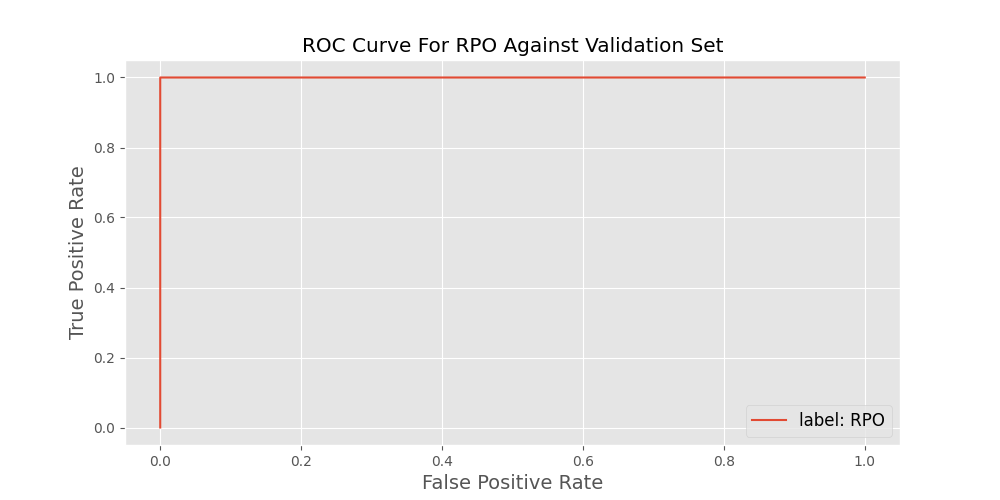 ROC Curve For RPO Against Validation Set
True Positive Rate
1.0
0.8
0.6
0.4
0.2
0.0
label: RPO
0.0 0.2 0.4 0.6 0.8 1.0
False Positive Rate